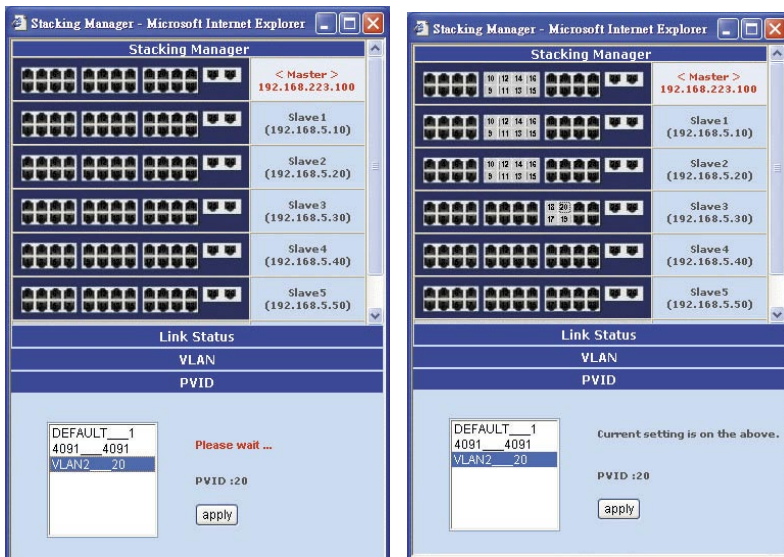 Stacking Manager - Microsoft Internet Explorer
Stacking Manager
< Master >
192.168.223.100
Slave1
(192.168.5.10)
Slave2
(192.168.5.20)
Slave3
(192.168.5.30)
Slave4
(192.168.5.40)
Slave5
(192.168.5.50)
Link Status
VLAN
PVID
DEFAULT___1
4091___4091
VLAN2___20
Please wait ...
PVID :20
apply
Stacking Manager - Microsoft Internet Explorer
Stacking Manager
10 12 14 16
9 11 13 15
< Master >
192.168.223.100
10 12 14 16
9 11 13 15
Slave1
(192.168.5.10)
10 12 14 16
9 11 13 15
Slave2
(192.168.5.20)
18 20
17 19
Slave3
(192.168.5.30)
Slave4
(192.168.5.40)
Slave5
(192.168.5.50)
Link Status
VLAN
PVID
DEFAULT___1
4091___4091
VLAN2___20
Current setting is on the above.
PVID :20
apply